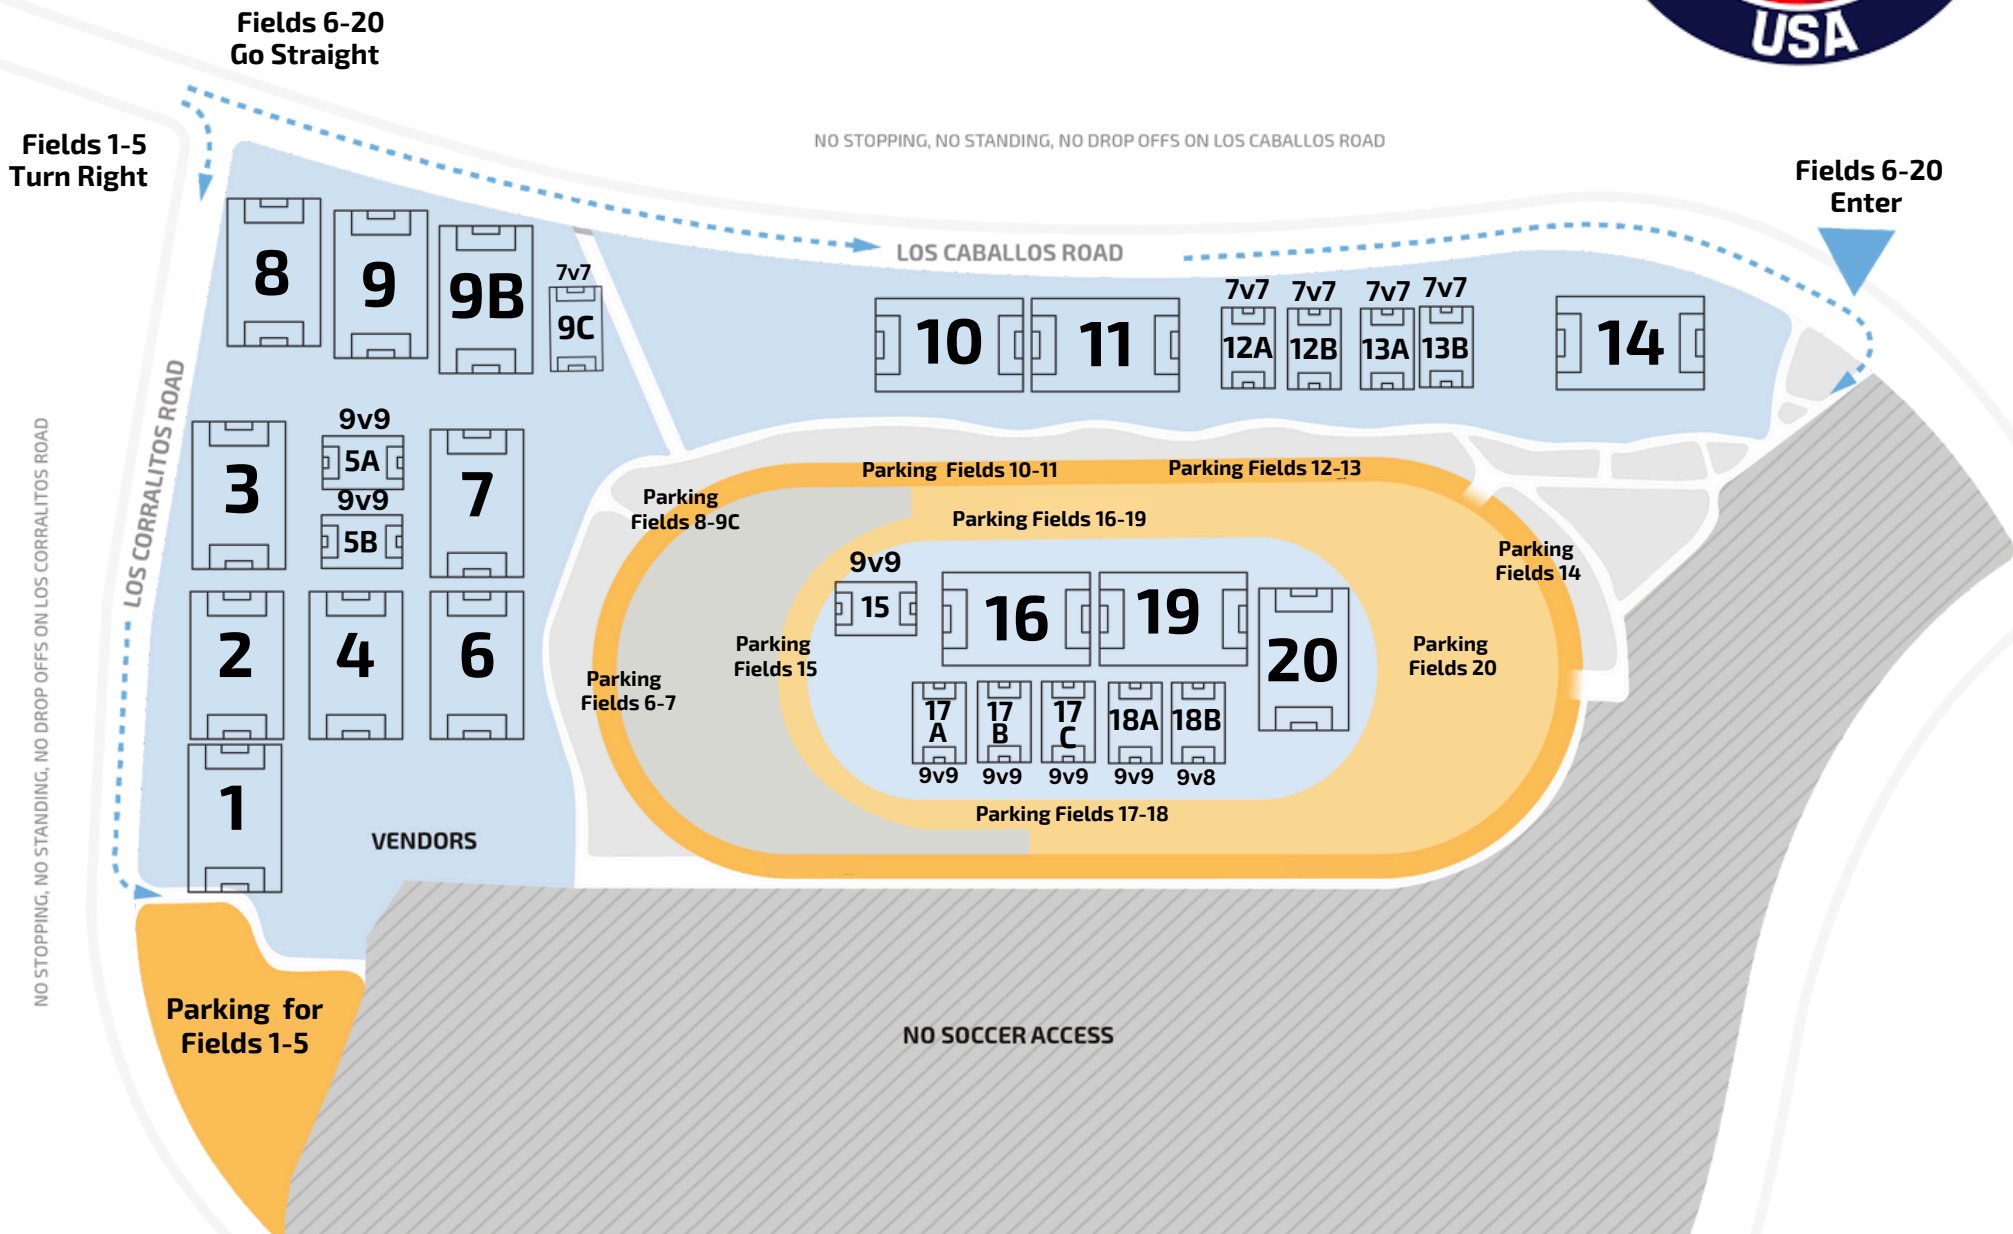 Fields 6-20
Go Straight
USA
Fields 1-5
Turn Right
NO STOPPING, NO STANDING, NO DROP OFFS ON LOS CABALLOS ROAD
Fields 6-20
Enter
LOS CABALLOS ROAD
8
9
9B
7v7
9C
10
11
7v7
12A
7v7
12B
7v7
13A
7v7
13B
14
LOS CORRALITOS ROAD
NO STOPPING, NO STANDING, NO DROP OFFS ON LOS CORRALITOS ROAD
3
9v9
5A
9v9
5B
7
2
4
6
1
VENDORS
Parking Fields 10-11
Parking Fields 12-13
Parking
Fields 8-9C
Parking Fields 16-19
Parking
Fields 14
9v9
15
16
19
20
Parking
Fields 15
Parking
Fields 20
Parking
Fields 6-7
17
A
9v9
17
B
9v9
17
C
9v9
18A
9v9
18B
9v8
Parking Fields 17-18
Parking for
Fields 1-5
NO SOCCER ACCESS